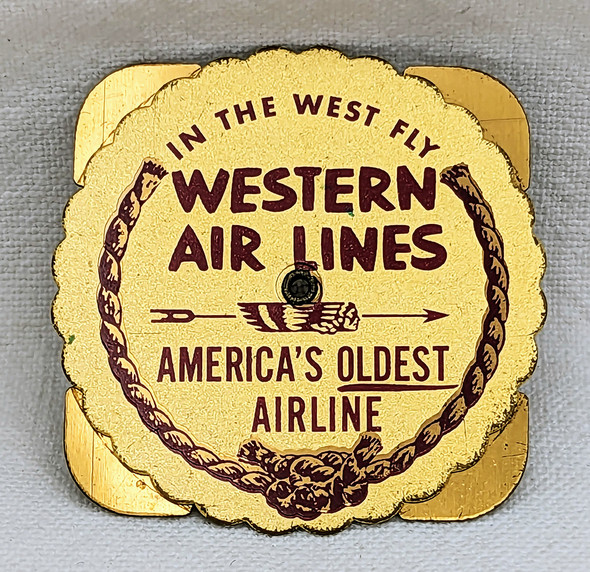 IN THE WEST FLY
WESTERN
AIR LINES
AMERICA'S OLDEST
AIRLINE